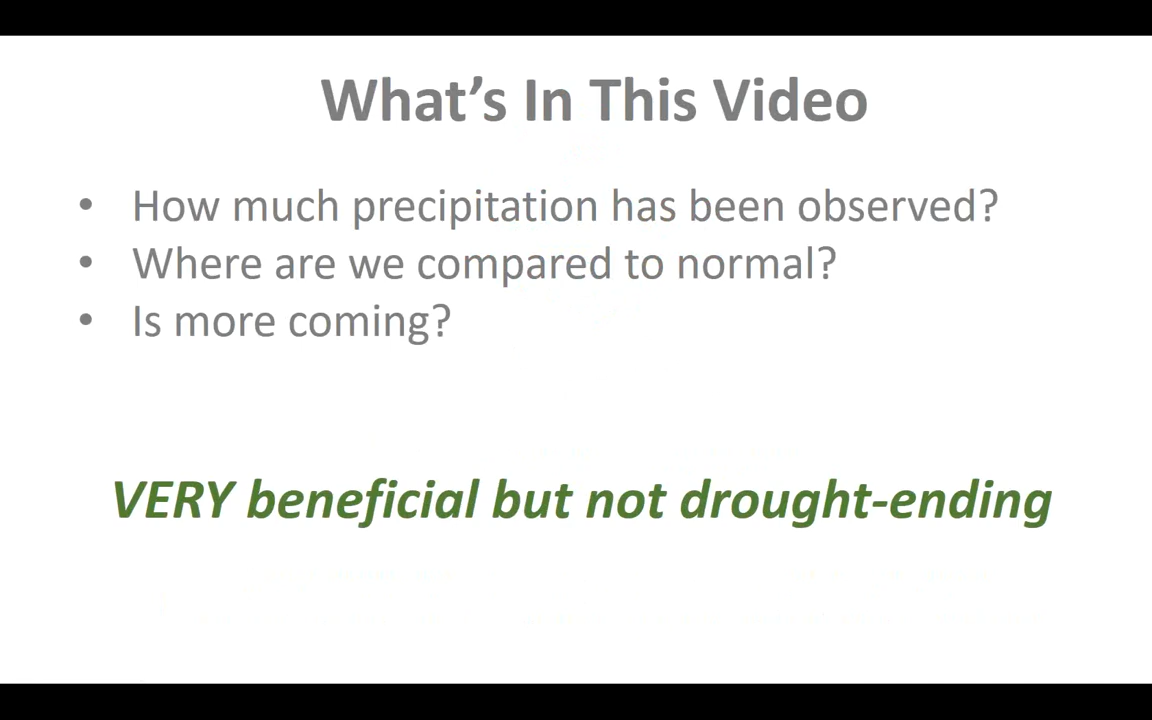 What’s In This Video
• How much precipitation has been observed?
• Where are we compared to normal?
• Is more coming?
VERY beneficial but not drought-ending